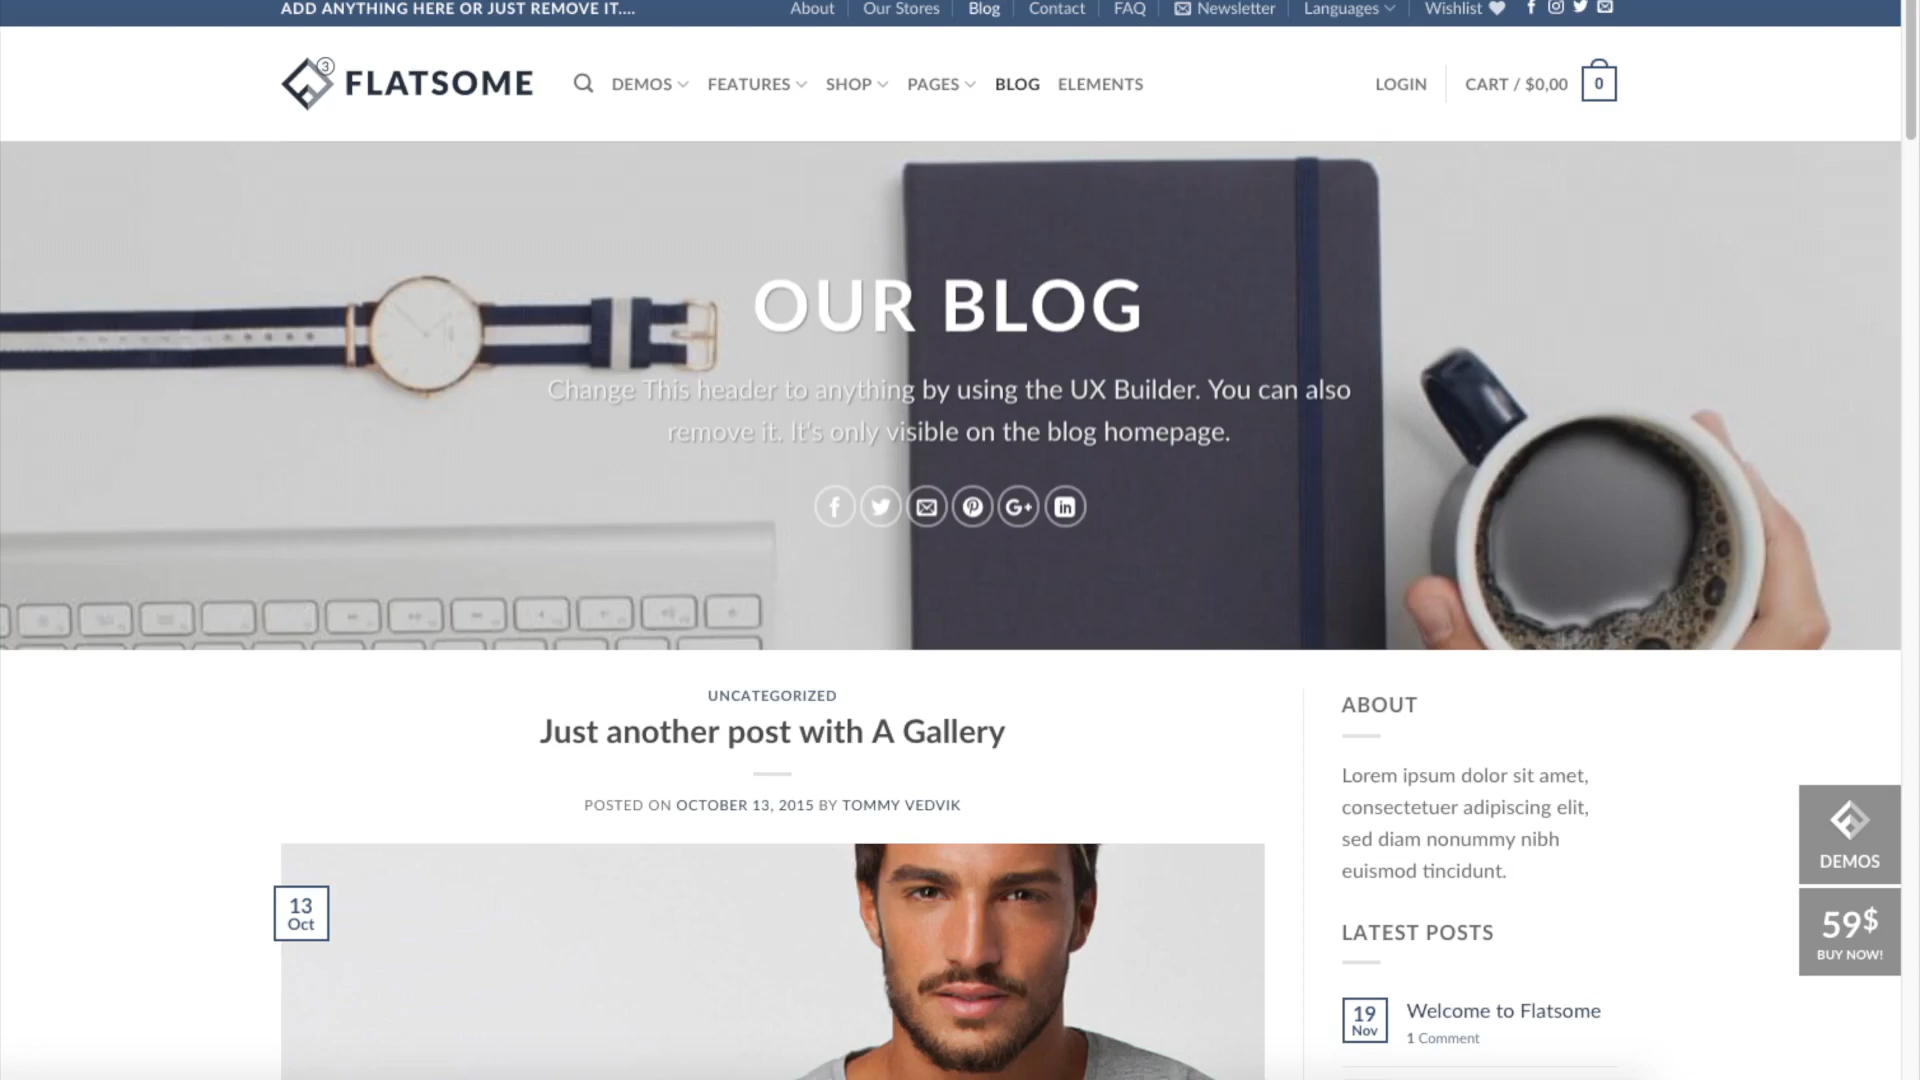 ADD ANYTHING HERE OR JUST REMOVE IT....
About
Our Stores
Blog
Contact
FAQ
Newsletter
Languages
Wishlist
3
FLATSOME
DEMOS
FEATURES
SHOP
PAGES
BLOG
ELEMENTS
LOGIN
CART / $0,00
0
OUR BLOG
Change This header to anything by using the UX Builder. You can also
remove it. It's only visible on the blog homepage.
UNCATEGORIZED
Just another post with A Gallery
POSTED ON OCTOBER 13, 2015 BY TOMMY VEDVIK
13
Oct
ABOUT
Lorem ipsum dolor sit amet,
consectetuer adipiscing elit,
sed diam nonummy nibh
euismod tincidunt.
LATEST POSTS
19
Nov
Welcome to Flatsome
1 Comment
DEMOS
59$
BUY NOW!